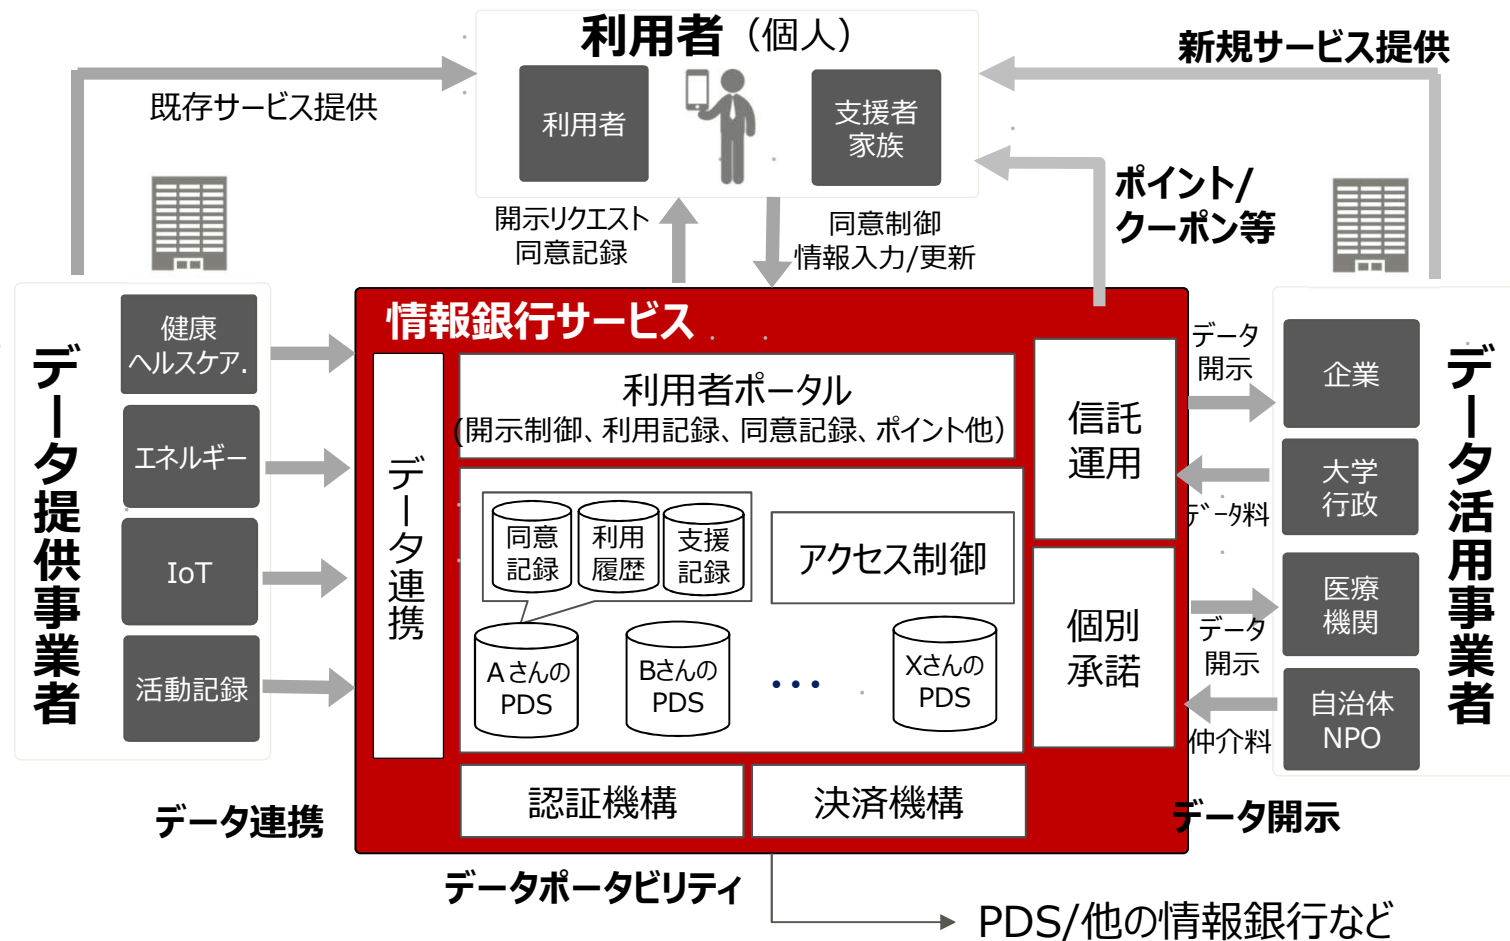 利用者（個人）
新規サービス提供
既存サービス提供
利用者
支援者
家族
ポイント/
クーポン等
開示リクエスト
同意記録
同意制御
情報入力/更新
データ提供事業者
健康
ヘルスケア.
エネルギー
IoT
活動記録
データ連携
情報銀行サービス
データ連携
利用者ポータル
(開示制御、利用記録、同意記録、ポイント他）
同意
記録
利用
履歴
支援
記録
アクセス制御
Aさんの
PDS
Bさんの
PDS
・・・
Xさんの
PDS
信託
運用
個別
承諾
認証機構
決済機構
データ
開示
データ料
データ
開示
仲介料
企業
大学
行政
医療
機関
自治体
NPO
データ活用事業者
データ開示
データポータビリティ
PDS/他の情報銀行など